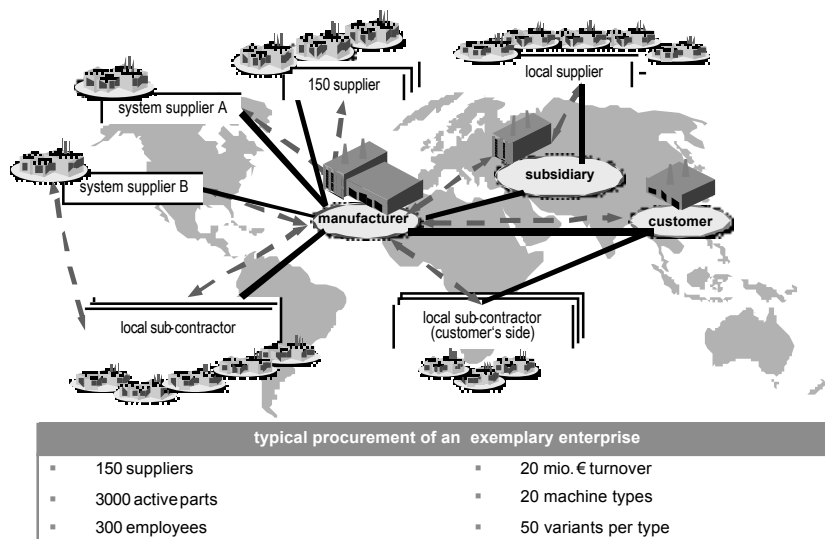 150 supplier
local supplier
system supplier A
system supplier B
subsidiary
manufacturer
customer
local sub-contractor
local sub-contractor
(customer's side)
typical procurement of an exemplary enterprise
▪ 150 suppliers
▪ 20 mio. € turnover
▪ 3000 active parts
▪ 20 machine types
▪ 300 employees
▪ 50 variants per type